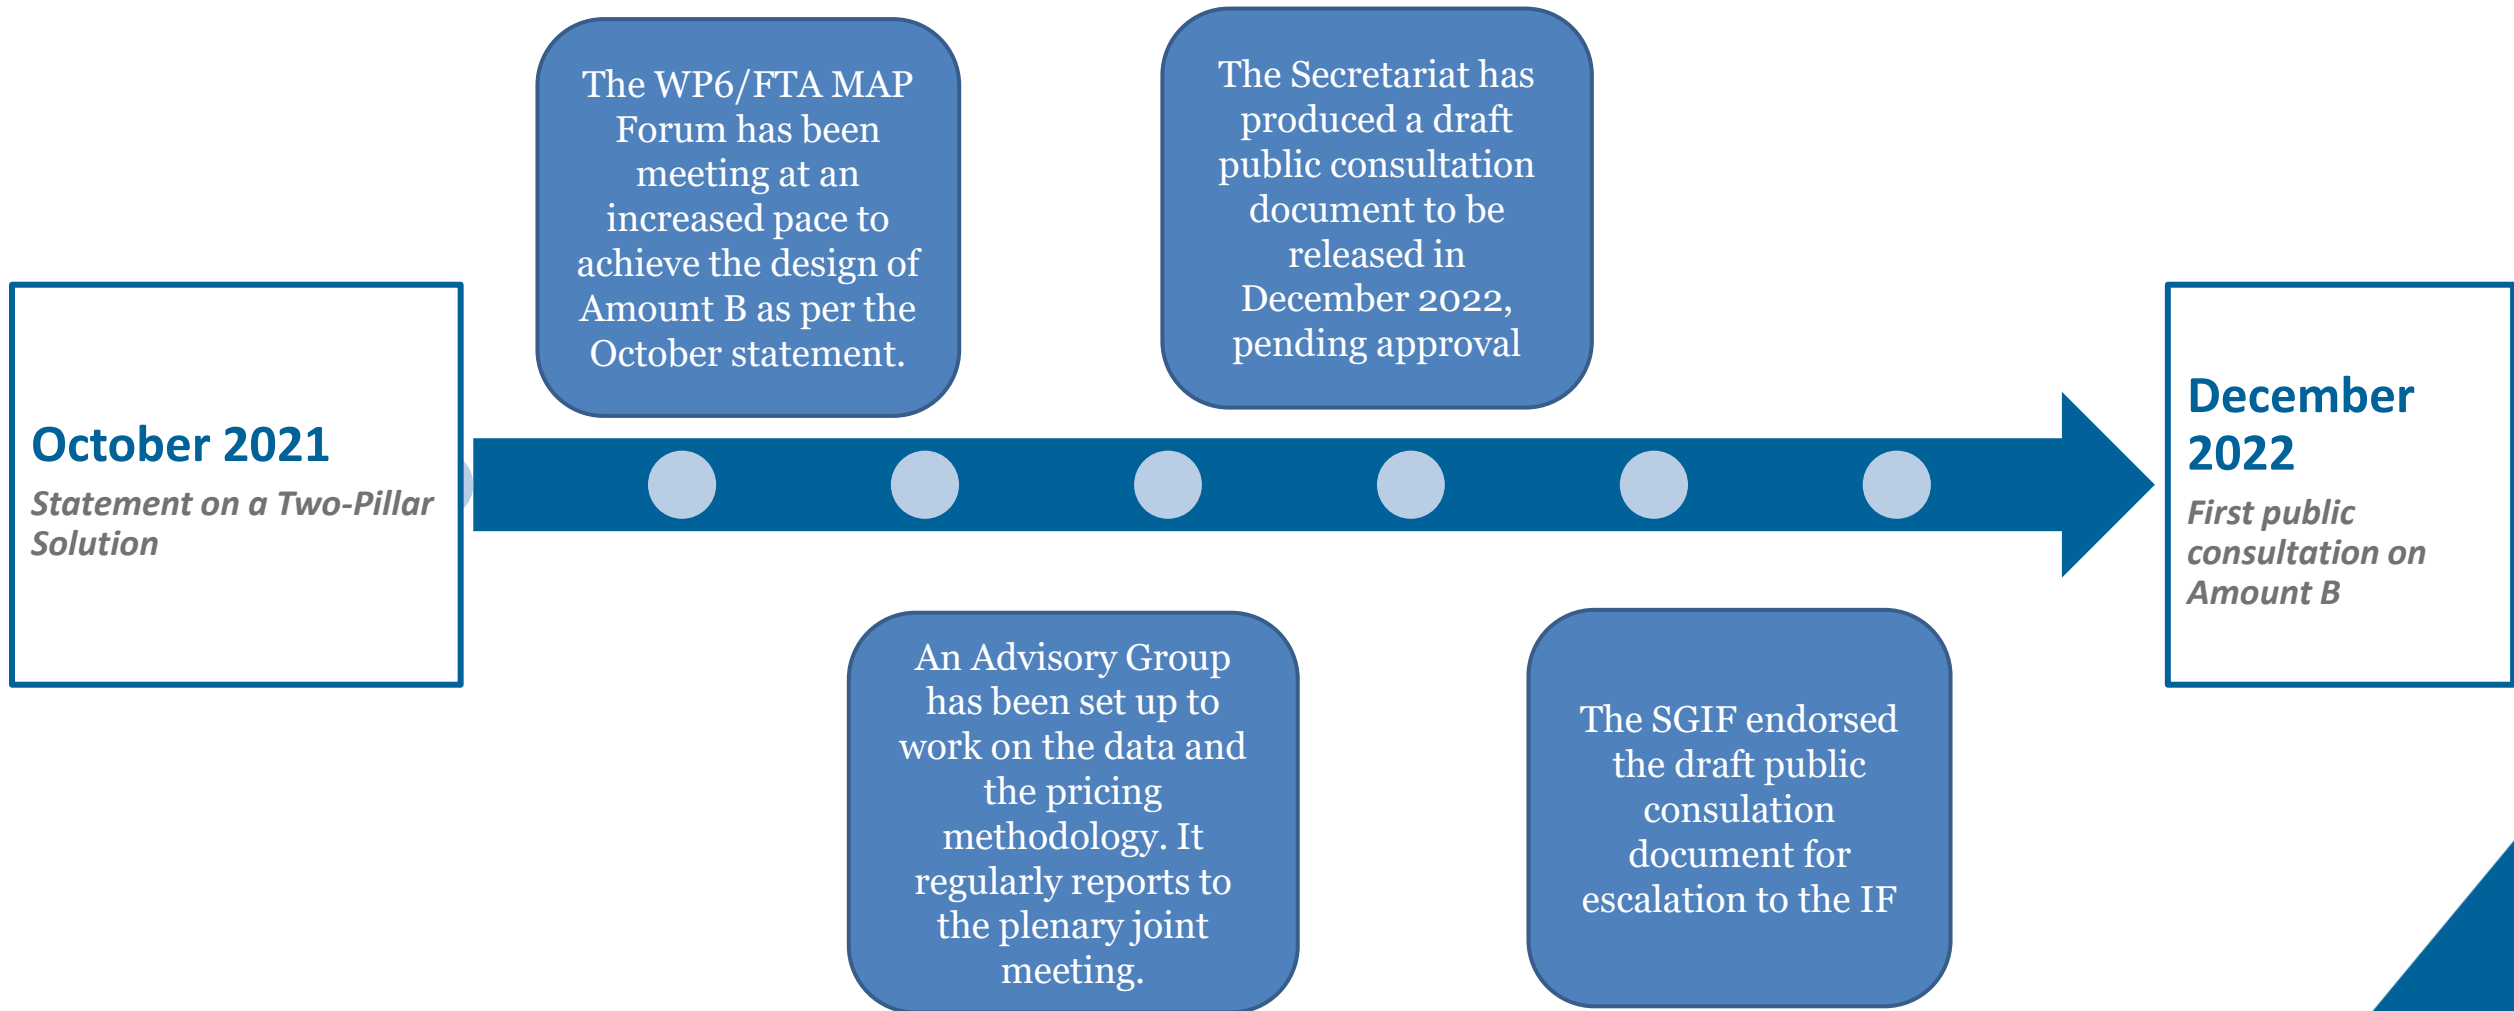 October 2021
Statement on a Two-Pillar
Solution
The WP6/FTA MAP
Forum has been
meeting at an
increased pace to
achieve the design of
Amount B as per the
October statement.
An Advisory Group
has been set up to
work on the data and
the pricing
methodology. It
regularly reports to
the plenary joint
meeting.
The Secretariat has
produced a draft
public consultation
document to be
released in
December 2022,
pending approval
The SGIF endorsed
the draft public
consulation
document for
escalation to the IF
December
2022
First public
consultation on
Amount B